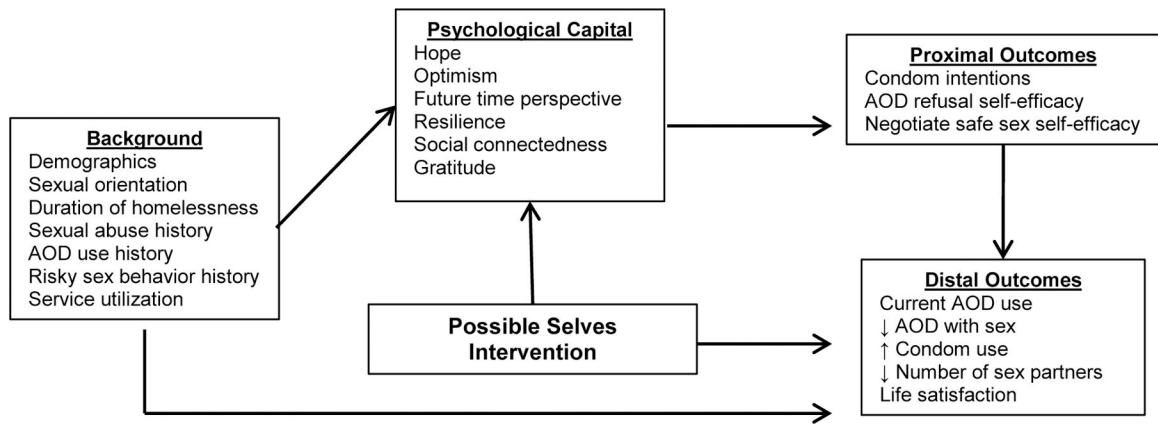 Background
Demographics
Sexual orientation
Duration of homelessness
Sexual abuse history
AOD use history
Risky sex behavior history
Service utilization
Psychological Capital
Hope
Optimism
Future time perspective
Resilience
Social connectedness
Gratitude
Possible Selves
Intervention
Proximal Outcomes
Condom intentions
AOD refusal self-efficacy
Negotiate safe sex self-efficacy
Distal Outcomes
Current AOD use
↓ AOD with sex
↑ Condom use
↓ Number of sex partners
Life satisfaction